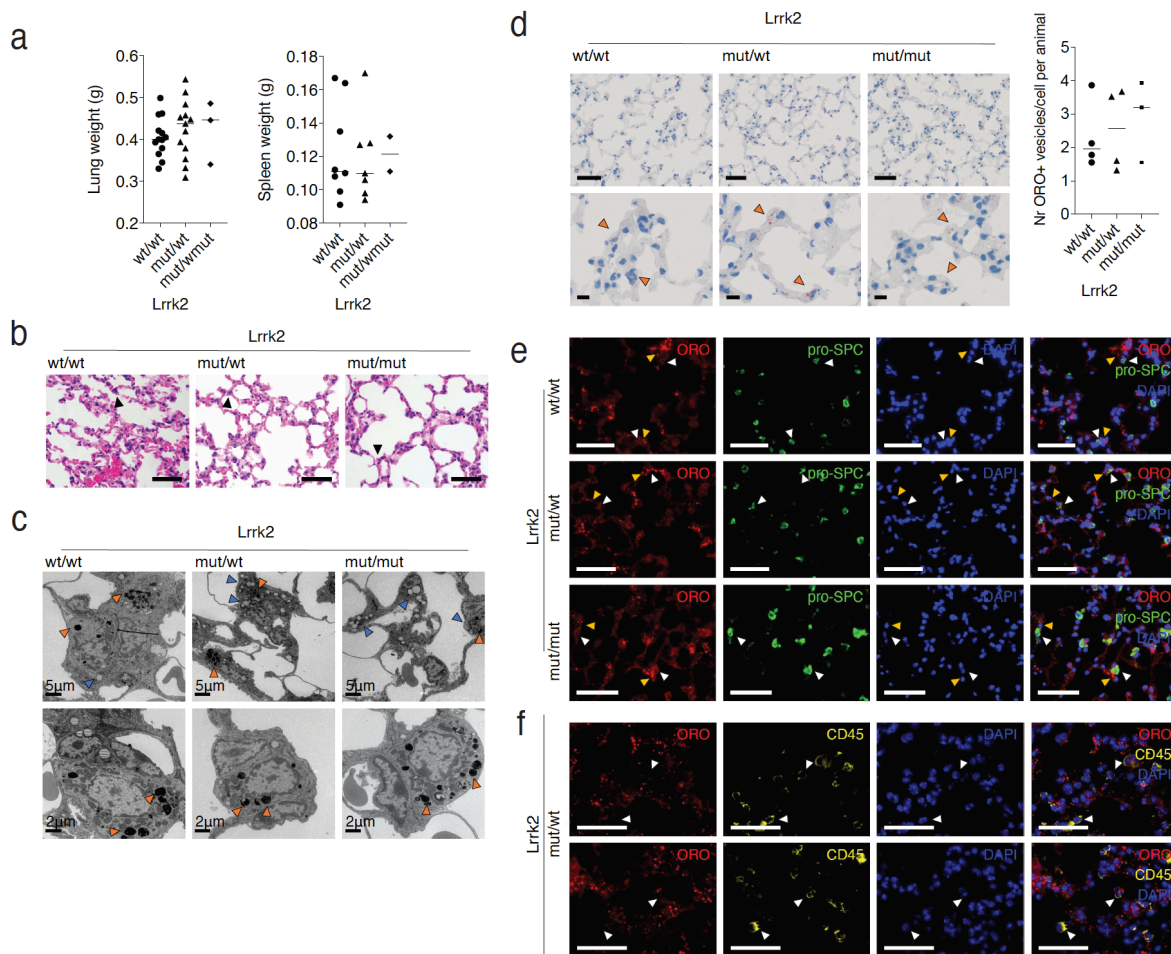 a
Lung weight (g)
0.6
0.5
0.4
0.3
0.2
wt/wt
mut/wt
mut/wmut
Lrrk2
Spleen weight (g)
0.18
0.16
0.14
0.12
0.10
0.08
wt/wt
mut/wt
mut/wmut
Lrrk2
b
Lrrk2
wt/wt
mut/wt
mut/mut
c
Lrrk2
wt/wt
mut/wt
mut/mut
5μm
5μm
5μm
2μm
2μm
2μm
d
Lrrk2
wt/wt
mut/wt
mut/mut
Nr ORO+ vesicles/cell per animal
5
4
3
2
1
0
wt/wt
mut/wt
mut/mut
Lrrk2
e
Lrrk2
wt/wt
ORO
pro-SPC
DAPI
ORO
pro-SPC
DAPI
mut/wt
ORO
pro-SPC
DAPI
ORO
pro-SPC
DAPI
mut/mut
ORO
pro-SPC
DAPI
ORO
pro-SPC
DAPI
f
Lrrk2
mut/wt
ORO
CD45
DAPI
ORO
CD45
DAPI
ORO
CD45
DAPI
ORO
CD45
DAPI